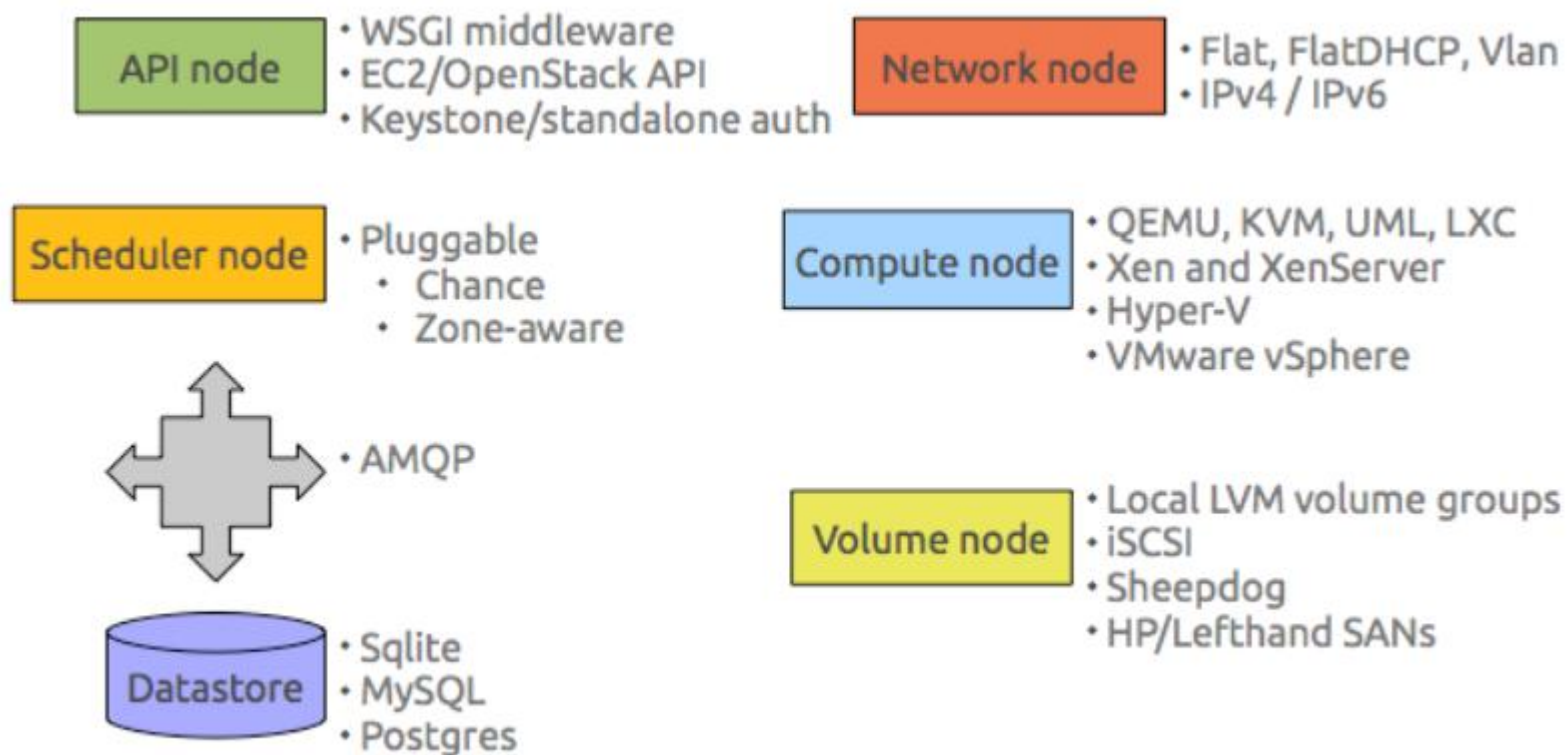 API node
• WSGI middleware
• EC2/OpenStack API
• Keystone/standalone auth
Network node
• Flat, FlatDHCP, Vlan
• IPv4 / IPv6
Scheduler node
• Pluggable
• Chance
• Zone-aware
Compute node
• QEMU, KVM, UML, LXC
• Xen and XenServer
• Hyper-V
• VMware vSphere
• AMQP
Volume node
• Local LVM volume groups
• iSCSI
• Sheepdog
• HP/Lefthand SANs
Datastore
• Sqlite
• MySQL
• Postgres